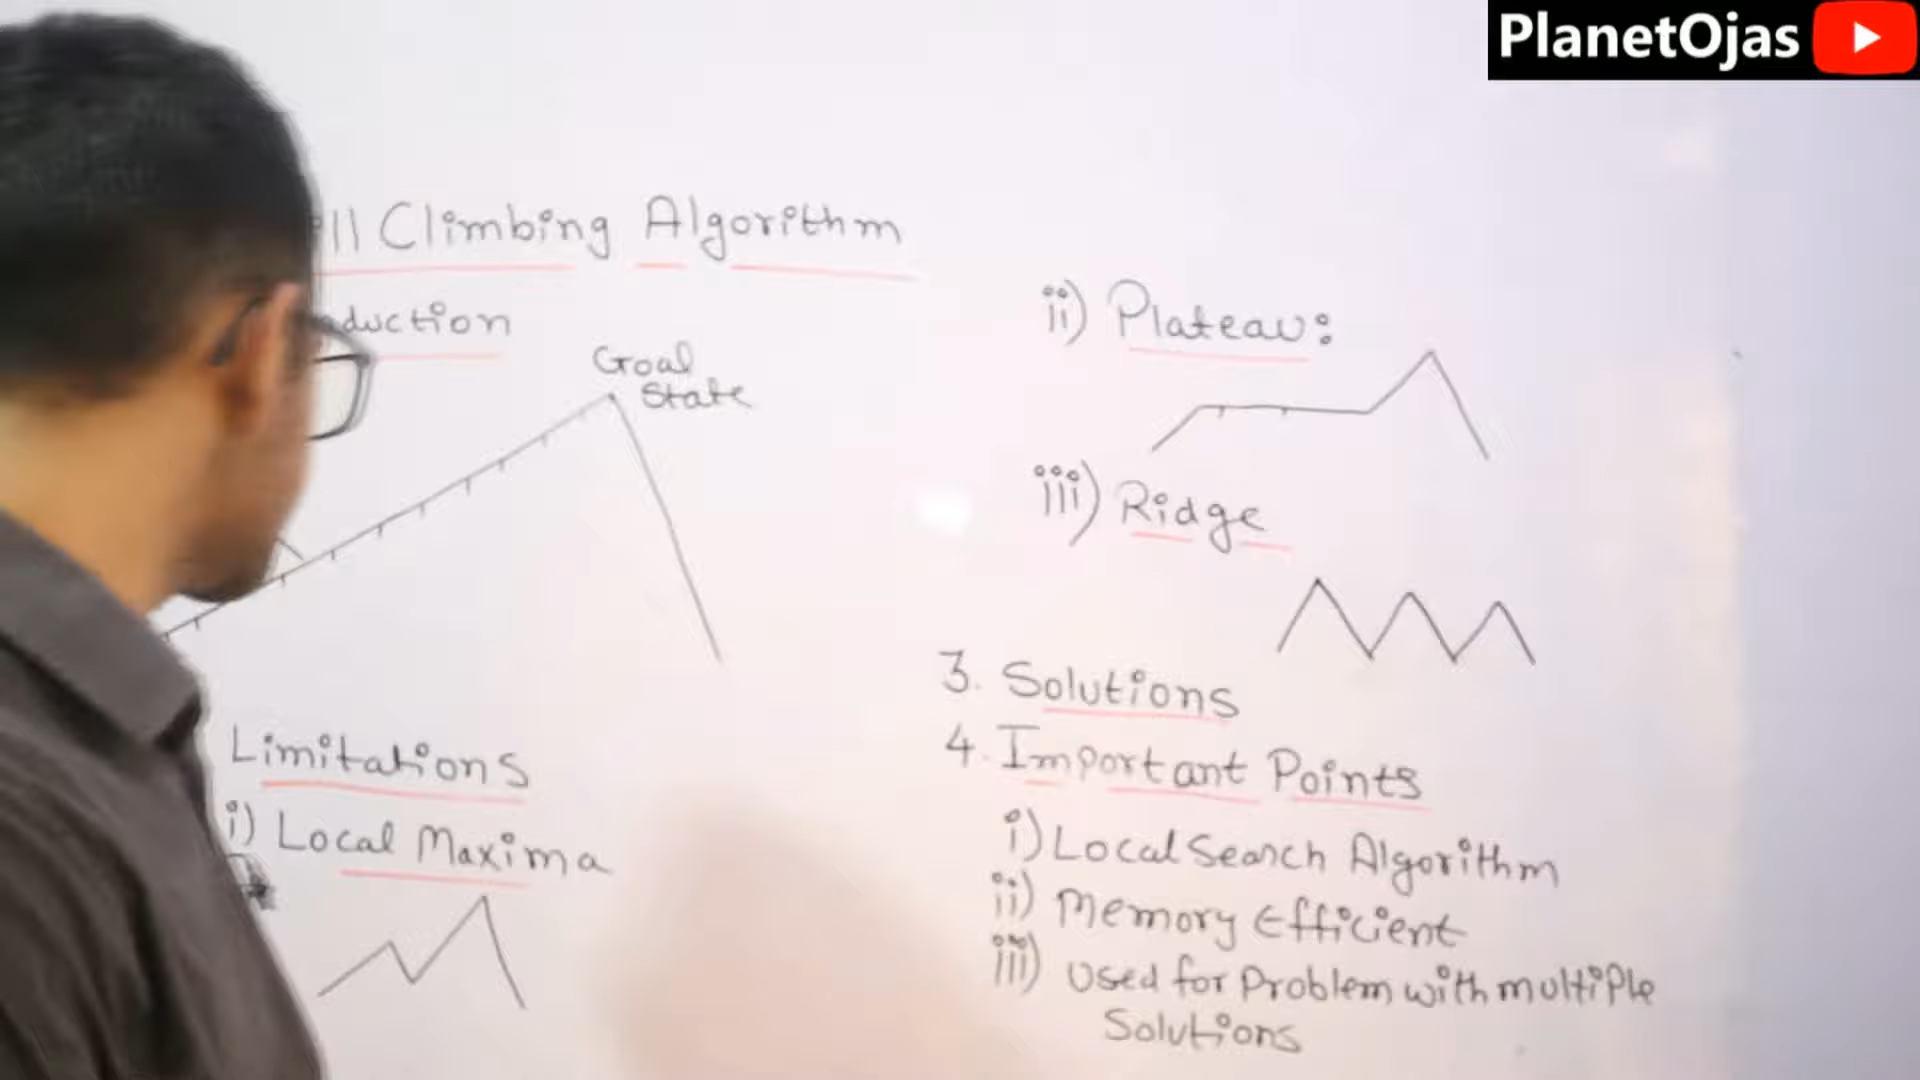 PlanetOjas
ll Climbing Algorithm
duction
Goal
State
Limitations
i) Local Maxima
ii) Plateau:
iii) Ridge
3. Solutions
4. Important Points
i) Local Search Algorithm
ii) Memory Efficient
iii) Used for Problem with multiple
Solutions